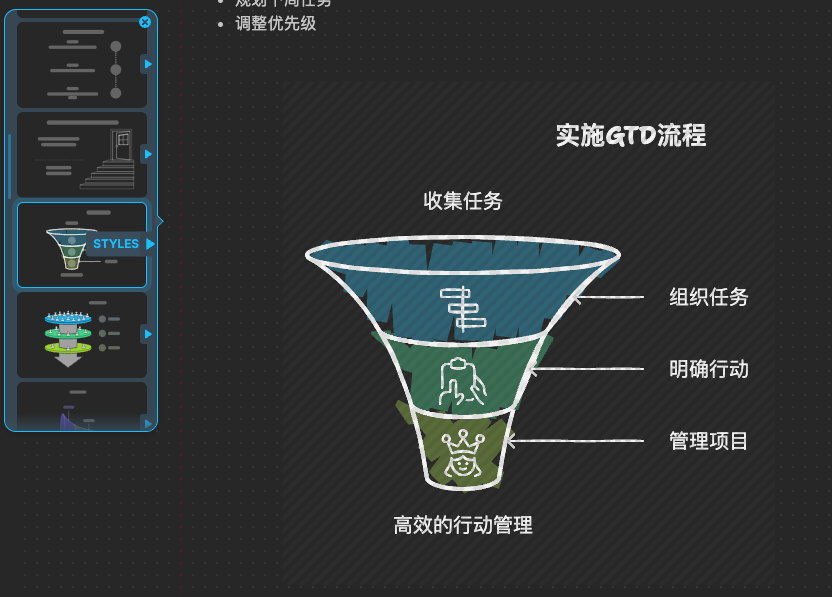 规划下周任务
调整优先级
STYLES
实施GTD流程
收集任务
组织任务
明确行动
管理项目
高效的行动管理